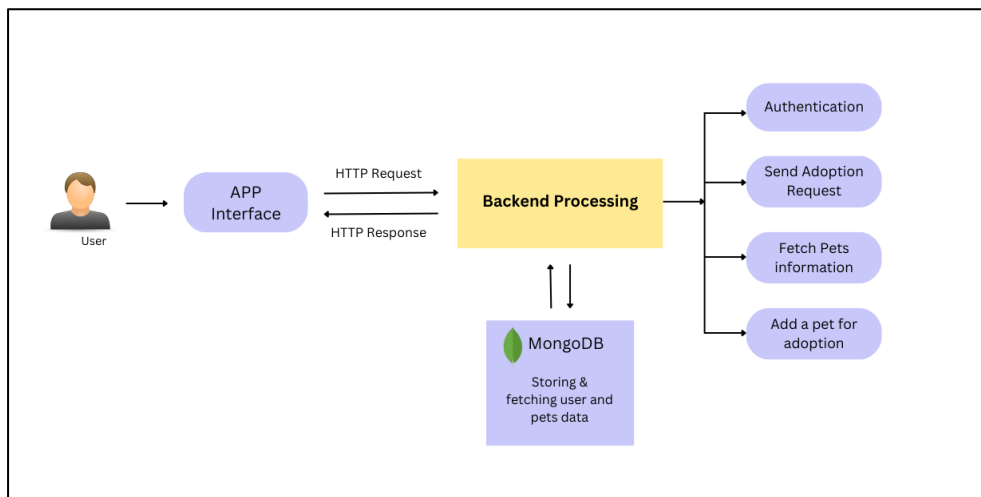 User
APP
Interface
HTTP Request
HTTP Response
Backend Processing
MongoDB
Storing &
fetching user and
pets data
Authentication
Send Adoption
Request
Fetch Pets
information
Add a pet for
adoption